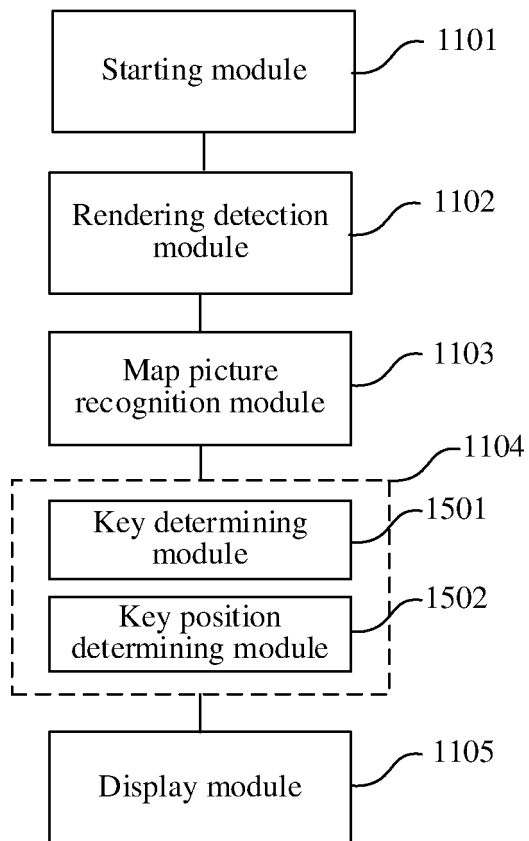 1101
Starting module
1102
Rendering detection
module
1103
Map picture
recognition module
1104
1501
Key determining
module
1502
Key position
determining module
1105
Display module